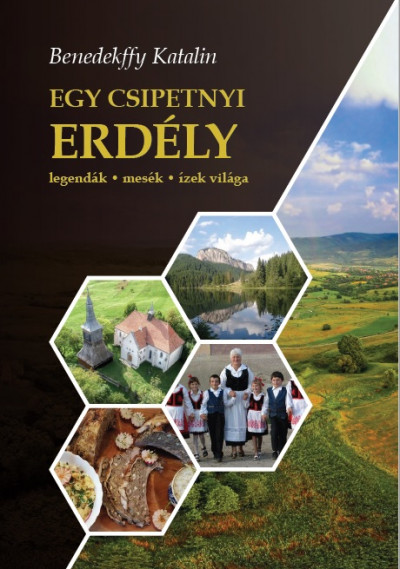 Benedekffy Katalin
EGY CSIPETNYI
ERDÉLY
legendák • mesék • ízek világa